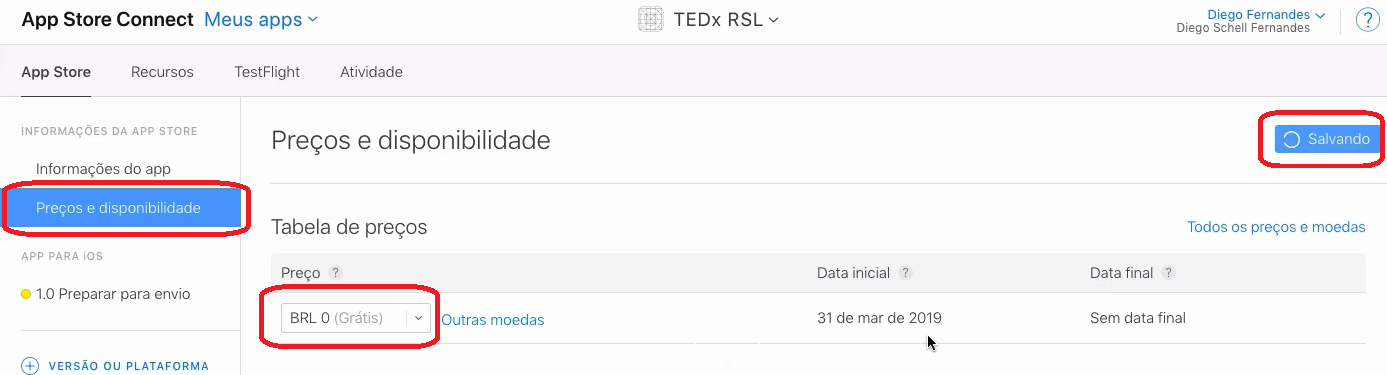 App Store Connect Meus apps
TEDx RSL
Diego Fernandes
Diego Schell Fernandes
?
App Store Recursos TestFlight Atividade
INFORMAÇÕES DA APP STORE
Informações do app
Preços e disponibilidade
APP PARA iOS
1.0 Preparar para envio
VERSÃO OU PLATAFORMA
Preços e disponibilidade
Salvando
Tabela de preços
Todos os preços e moedas
Preço ? Data inicial ? Data final ?
BRL 0 (Grátis) Outras moedas 31 de mar de 2019 Sem data final